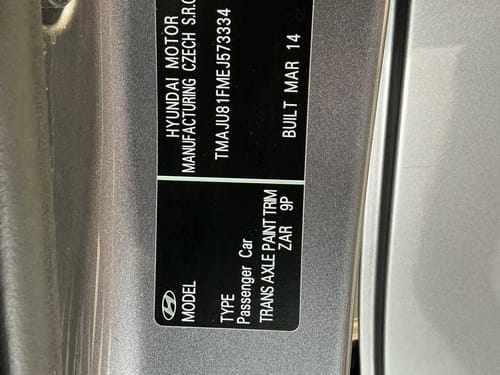 HYUNDAI MOTOR
MANUFACTURING CZECH S.R.O
TMAJU81FMEJ573334
BUILT MAR 14
MODEL
TYPE
Passenger Car
TRANS AXLE PAINT TRIM
ZAR 9P